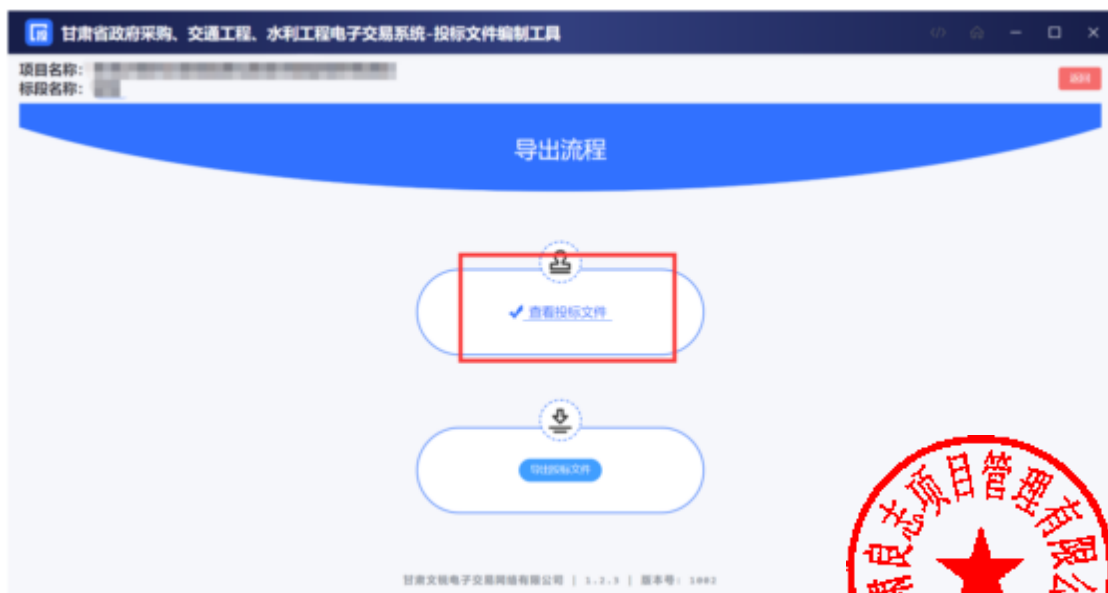 甘肃省政府采购、交通工程、水利工程电子交易系统-投标文件编制工具
项目名称：
标段名称：
返回
导出流程
查看投标文件
导出投标文件
甘肃文锐电子交易网络有限公司 | 1.2.3 | 版本号: 1002
肃良志项目管理有限公